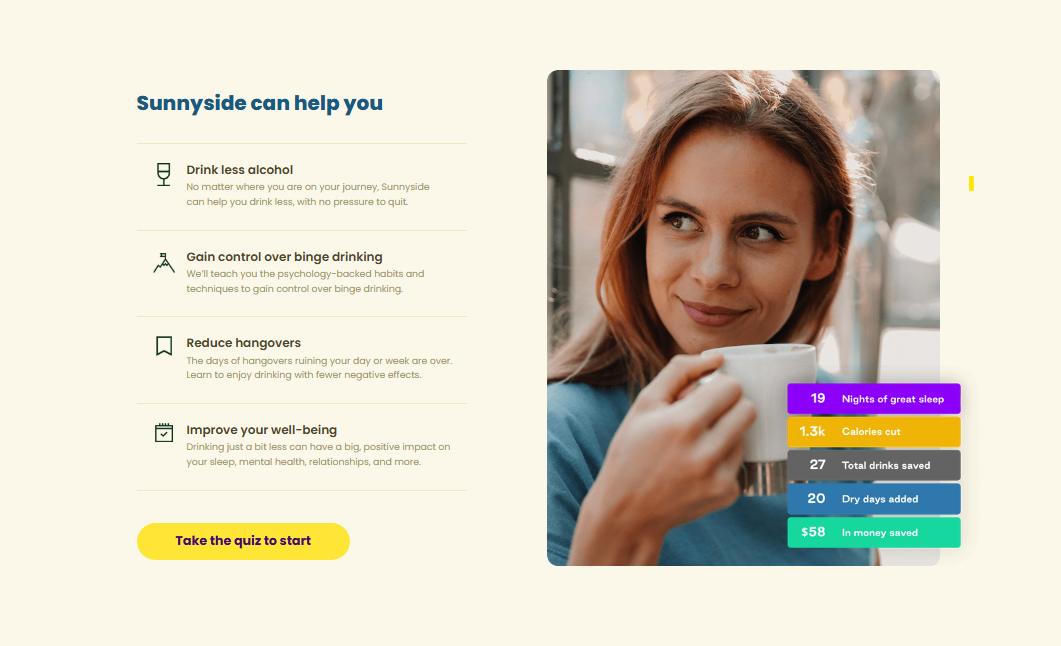 Sunnyside can help you
Drink less alcohol
No matter where you are on your journey, Sunnyside
can help you drink less, with no pressure to quit.
Gain control over binge drinking
We'll teach you the psychology-backed habits and
techniques to gain control over binge drinking.
Reduce hangovers
The days of hangovers ruining your day or week are over.
Learn to enjoy drinking with fewer negative effects.
Improve your well-being
Drinking just a bit less can have a big, positive impact on
your sleep, mental health, relationships, and more.
Take the quiz to start
19 Nights of great sleep
1.3k Calories cut
27 Total drinks saved
20 Dry days added
$58 In money saved